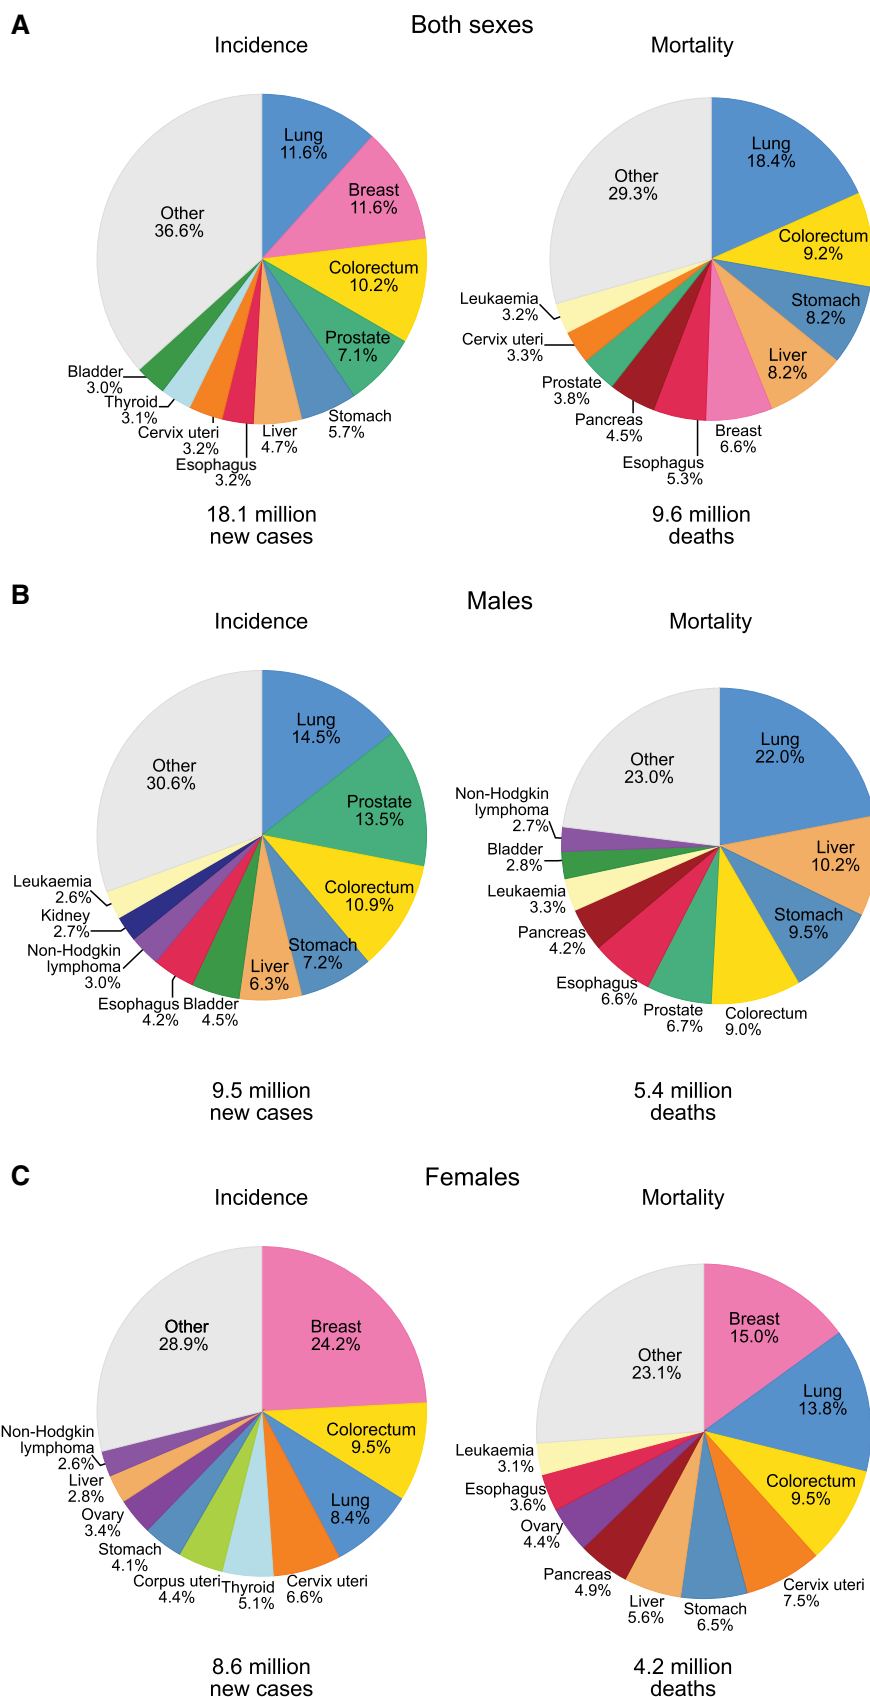 A
Both sexes
Incidence
Mortality
Lung
11.6%
Breast
11.6%
Colorectum
10.2%
Prostate
7.1%
Stomach
5.7%
Liver
4.7%
Esophagus
3.2%
Cervix uteri
3.2%
Thyroid
3.1%
Bladder
3.0%
Other
36.6%
18.1 million
new cases
Lung
18.4%
Colorectum
9.2%
Stomach
8.2%
Liver
8.2%
Breast
6.6%
Esophagus
5.3%
Pancreas
4.5%
Prostate
3.8%
Cervix uteri
3.3%
Leukaemia
3.2%
Other
29.3%
9.6 million
deaths
B
Males
Incidence
Mortality
Lung
14.5%
Prostate
13.5%
Colorectum
10.9%
Stomach
7.2%
Liver
6.3%
Bladder
4.5%
Esophagus
4.2%
Non-Hodgkin
lymphoma
3.0%
Kidney
2.7%
Leukaemia
2.6%
Other
30.6%
9.5 million
new cases
Lung
22.0%
Liver
10.2%
Stomach
9.5%
Colorectum
9.0%
Prostate
6.7%
Esophagus
6.6%
Pancreas
4.2%
Leukaemia
3.3%
Bladder
2.8%
Non-Hodgkin
lymphoma
2.7%
Other
23.0%
5.4 million
deaths
C
Females
Incidence
Mortality
Breast
24.2%
Colorectum
9.5%
Lung
8.4%
Cervix uteri
6.6%
Thyroid
5.1%
Corpus uteri
4.4%
Stomach
4.1%
Ovary
3.4%
Liver
2.8%
Non-Hodgkin
lymphoma
2.6%
Other
28.9%
8.6 million
new cases
Breast
15.0%
Lung
13.8%
Colorectum
9.5%
Cervix uteri
7.5%
Stomach
6.5%
Liver
5.6%
Pancreas
4.9%
Ovary
4.4%
Esophagus
3.6%
Leukaemia
3.1%
Other
23.1%
4.2 million
deaths